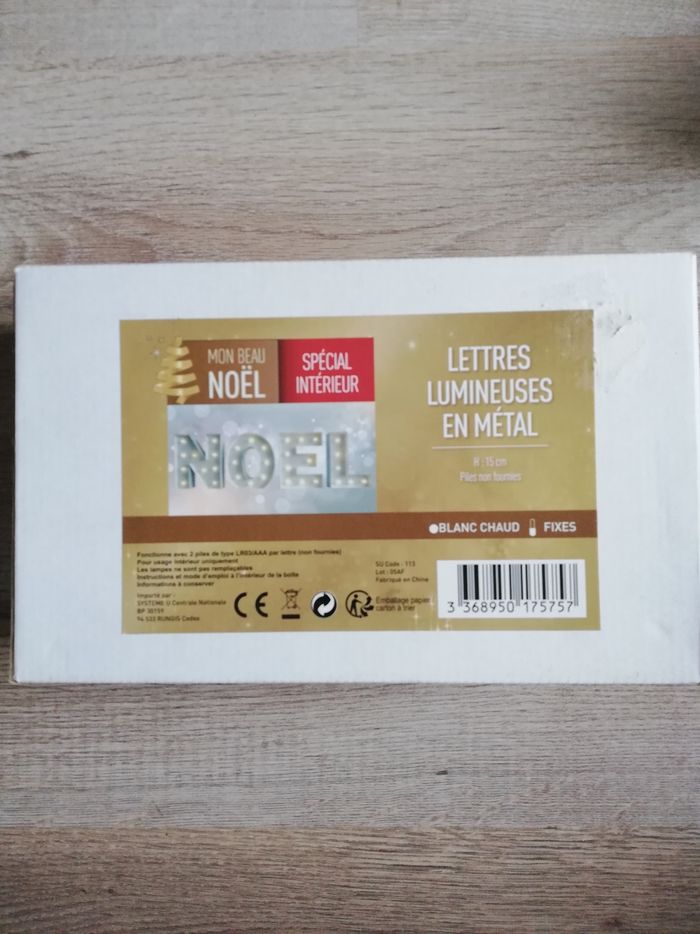 MON BEAU
NOËL
SPÉCIAL
INTÉRIEUR
NOEL
LETTRES
LUMINEUSES
EN MÉTAL
H : 15 cm
Piles non fournies
BLANC CHAUD
FIXES
Fonctionne avec 2 piles de type LR03/AAA par lettre (non fournies)
Pour usage intérieur uniquement
Les lampes ne sont pas remplaçables
Instructions et mode d'emploi à l'intérieur de la boîte
Informations à conserver
Importé par :
SYSTEME U Centrale Nationale
BP 30159
94 533 RUNGIS Cedex
CE
SU Code : 113
Lot : 05AF
Fabriqué en Chine
Emballage papier
carton à trier
3 368950 175757